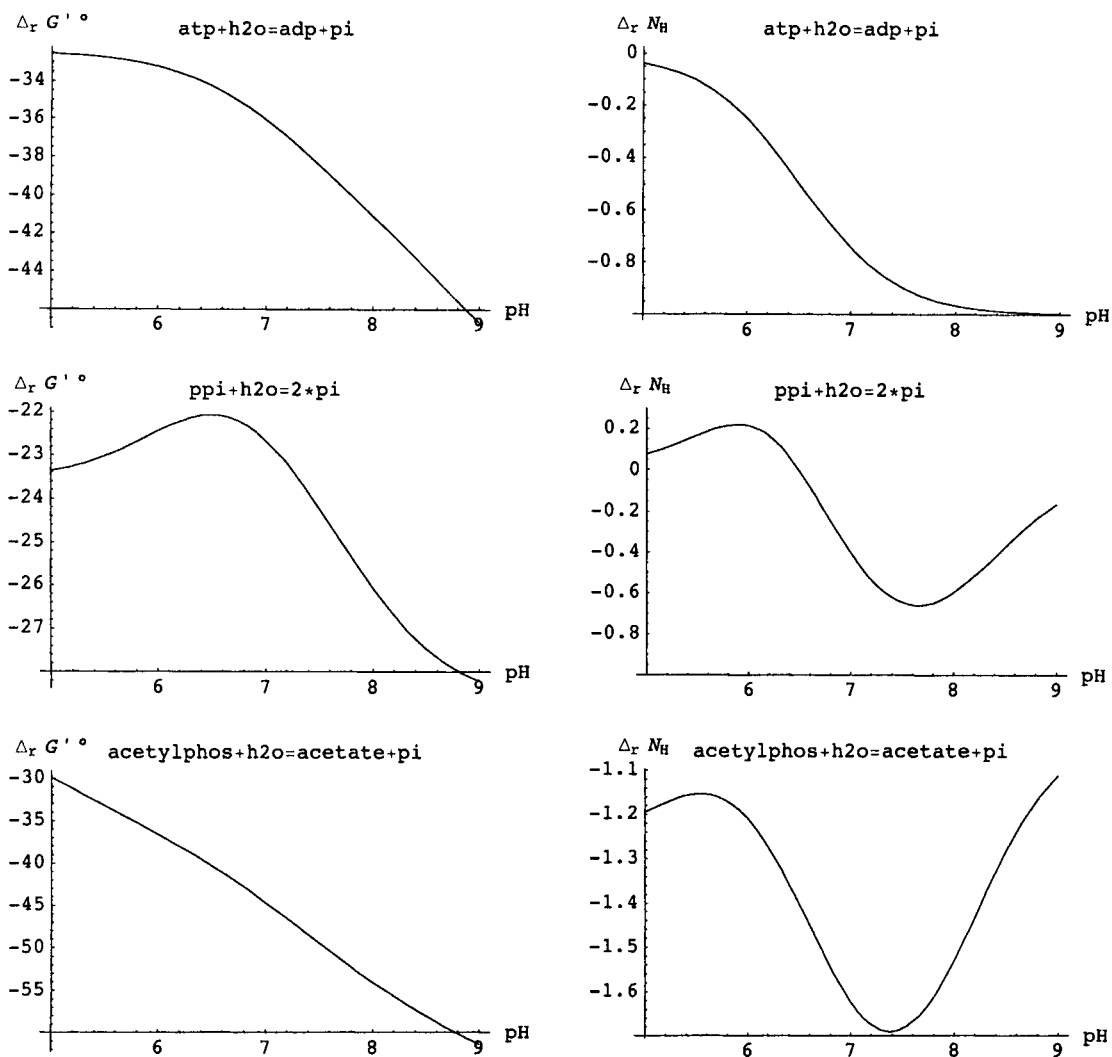 Δr G'° atp+h2o=adp+pi
-34
-36
-38
-40
-42
-44
6 7 8 9 pH
Δr NH atp+h2o=adp+pi
0
-0.2
-0.4
-0.6
-0.8
6 7 8 9 pH
Δr G'° ppi+h2o=2*pi
-22
-23
-24
-25
-26
-27
6 7 8 9 pH
Δr NH ppi+h2o=2*pi
0.2
0
-0.2
-0.4
-0.6
-0.8
6 7 8 9 pH
Δr G'° acetylphos+h2o=acetate+pi
-30
-35
-40
-45
-50
-55
6 7 8 9 pH
Δr NH acetylphos+h2o=acetate+pi
-1.1
-1.2
-1.3
-1.4
-1.5
-1.6
6 7 8 9 pH